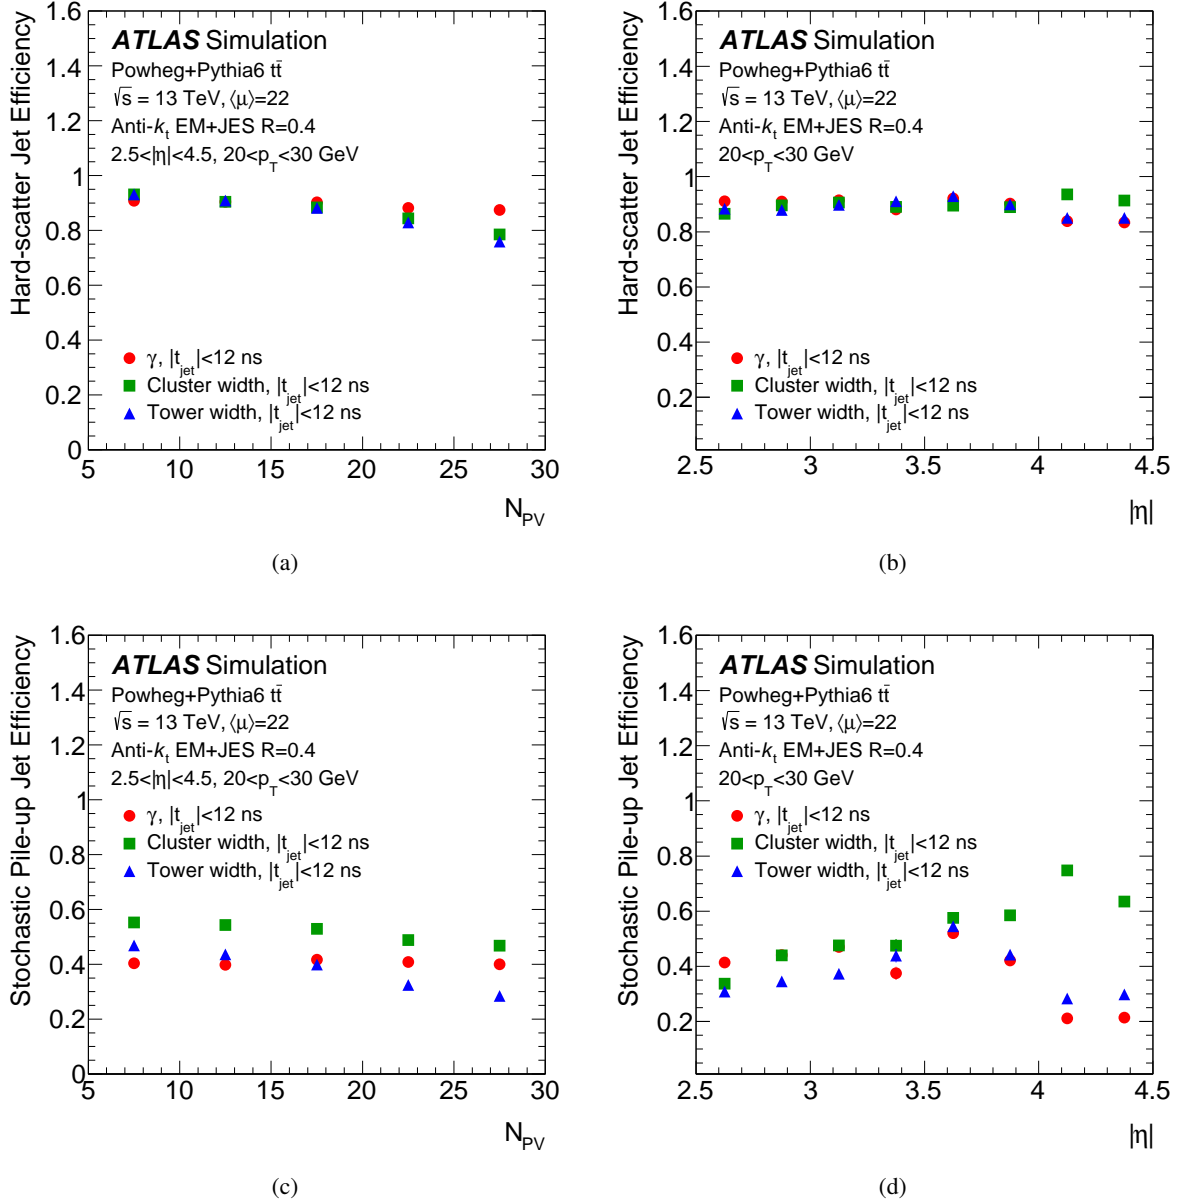 Hard-scatter Jet Efficiency
1.6
1.4
1.2
1
0.8
0.6
0.4
0.2
0
ATLAS Simulation
Powheg+Pythia6 tt̄
√s = 13 TeV, ⟨μ⟩=22
Anti-kt EM+JES R=0.4
2.5<|η|<4.5, 20<pT<30 GeV
γ, |tjet|<12 ns
Cluster width, |tjet|<12 ns
Tower width, |tjet|<12 ns
5 10 15 20 25 30
NPV
(a)
Hard-scatter Jet Efficiency
1.6
1.4
1.2
1
0.8
0.6
0.4
0.2
ATLAS Simulation
Powheg+Pythia6 tt̄
√s = 13 TeV, ⟨μ⟩=22
Anti-kt EM+JES R=0.4
20<pT<30 GeV
γ, |tjet|<12 ns
Cluster width, |tjet|<12 ns
Tower width, |tjet|<12 ns
2.5 3 3.5 4 4.5
|η|
(b)
Stochastic Pile-up Jet Efficiency
1.6
1.4
1.2
1
0.8
0.6
0.4
0.2
0
ATLAS Simulation
Powheg+Pythia6 tt̄
√s = 13 TeV, ⟨μ⟩=22
Anti-kt EM+JES R=0.4
2.5<|η|<4.5, 20<pT<30 GeV
γ, |tjet|<12 ns
Cluster width, |tjet|<12 ns
Tower width, |tjet|<12 ns
5 10 15 20 25 30
NPV
(c)
Stochastic Pile-up Jet Efficiency
1.6
1.4
1.2
1
0.8
0.6
0.4
0.2
ATLAS Simulation
Powheg+Pythia6 tt̄
√s = 13 TeV, ⟨μ⟩=22
Anti-kt EM+JES R=0.4
20<pT<30 GeV
γ, |tjet|<12 ns
Cluster width, |tjet|<12 ns
Tower width, |tjet|<12 ns
2.5 3 3.5 4 4.5
|η|
(d)